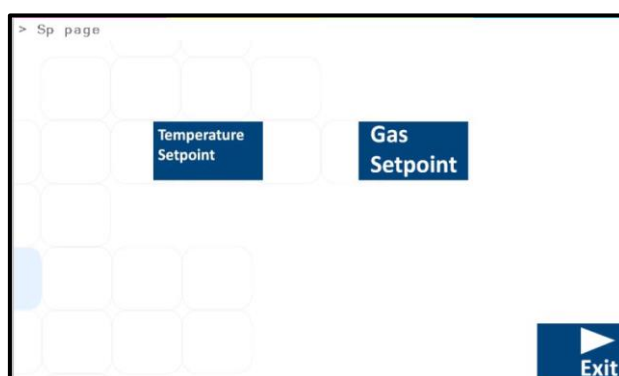 > Sp page
Temperature
Setpoint
Gas
Setpoint
Exit